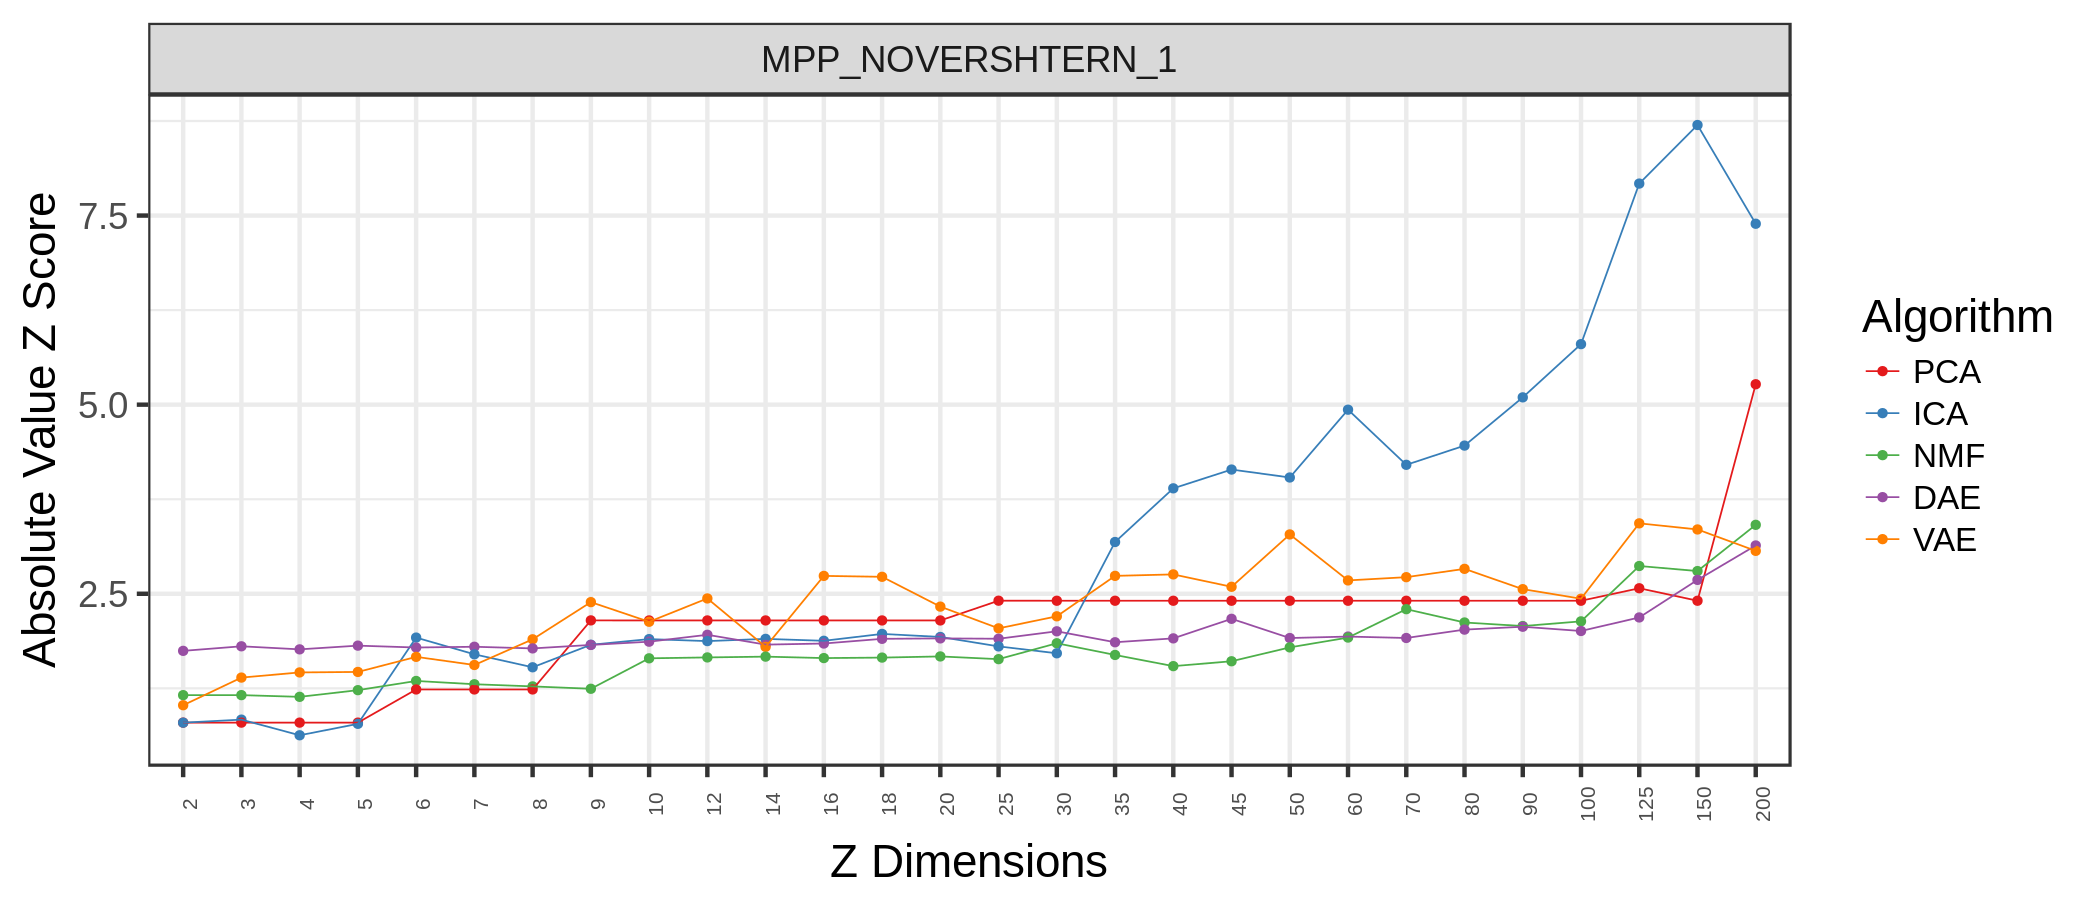 MPP_NOVERSHTERN_1
Absolute Value Z Score
7.5
5.0
2.5
2 3 4 5 6 7 8 9 10 12 14 16 18 20 25 30 35 40 45 50 60 70 80 90 100 125 150 200
Z Dimensions
Algorithm
PCA
ICA
NMF
DAE
VAE